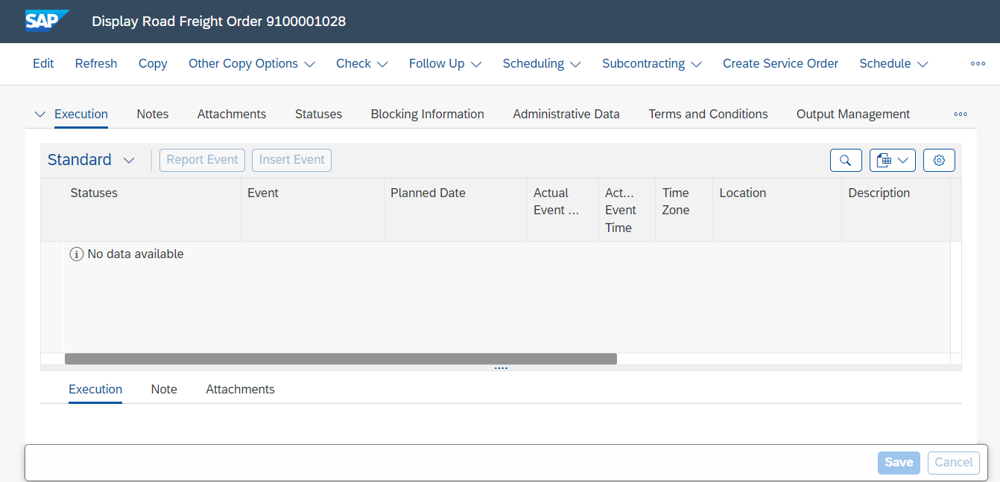 SAP Display Road Freight Order 9100001028
Edit Refresh Copy Other Copy Options Check Follow Up Scheduling Subcontracting Create Service Order Schedule
Execution Notes Attachments Statuses Blocking Information Administrative Data Terms and Conditions Output Management
Standard Report Event Insert Event
Statuses Event Planned Date Actual Act... Time Location Description
Event ... Event Zone
Time
No data available
Execution Note Attachments
Save Cancel